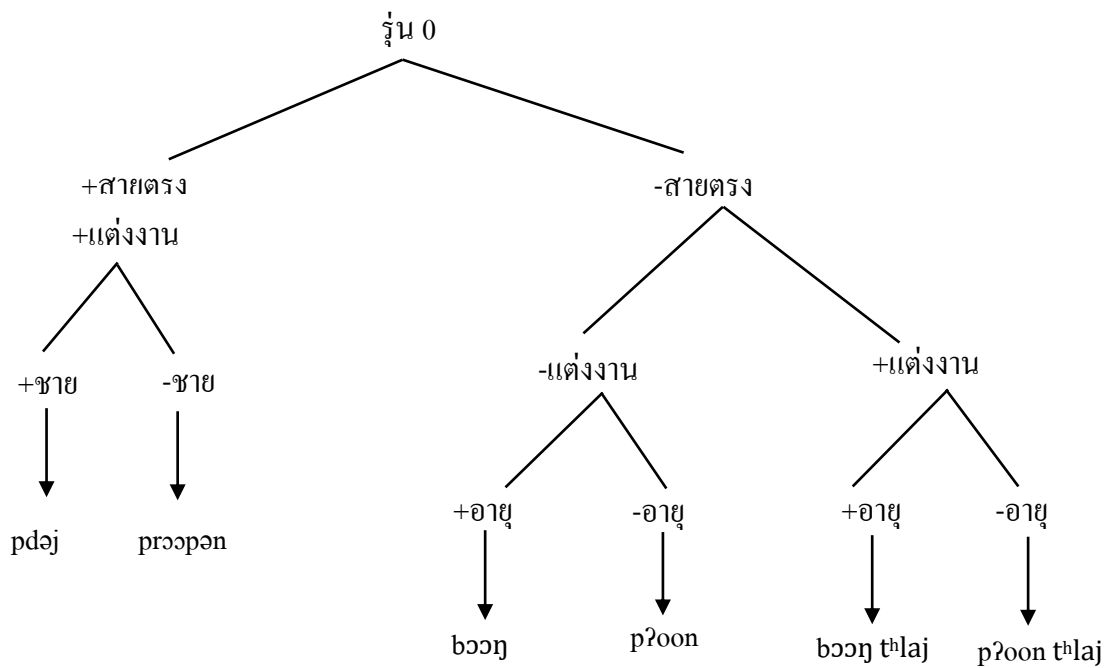 รุ่น 0
+สายตรง -สายตรง
+แต่งงาน
-แต่งงาน +แต่งงาน
+ชาย -ชาย
+อายุ -อายุ +อายุ -อายุ
pdəj prɔɔpən
bɔɔŋ pʔoon bɔɔŋ tʰlaj pʔoon tʰlaj